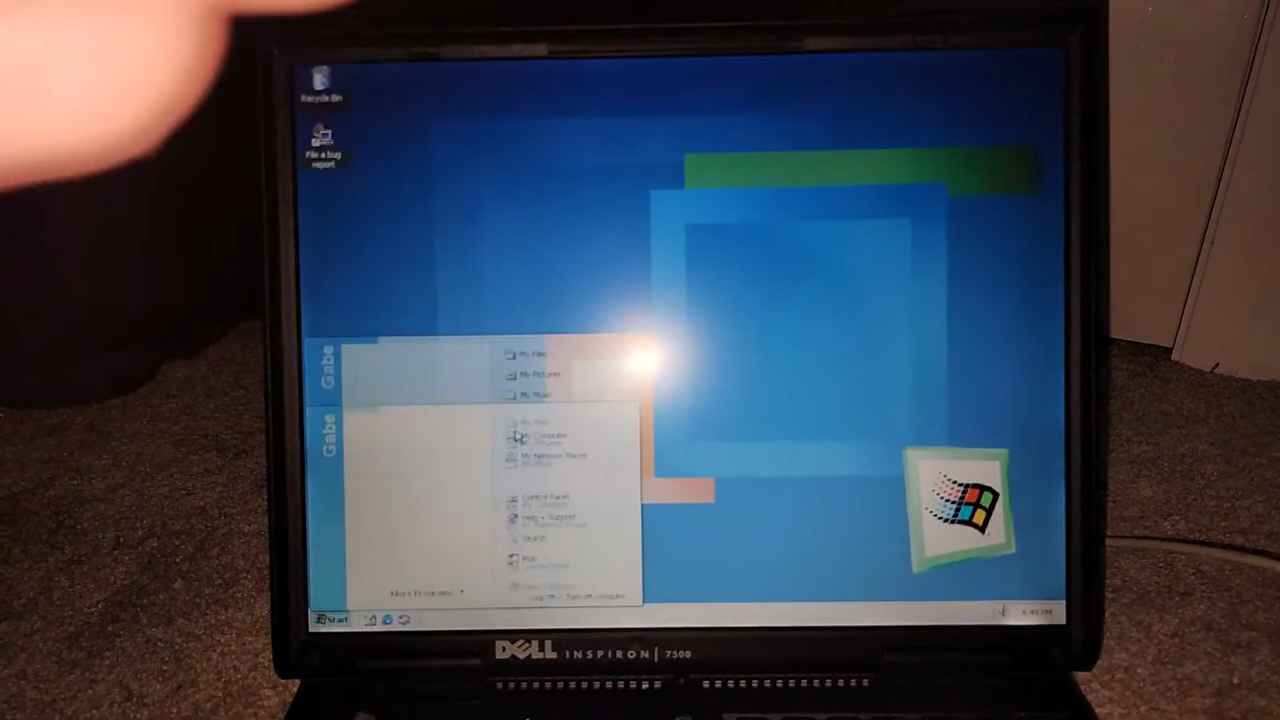 Recycle Bin
File a bug
report
Gabe
Gabe
My Files
My Pictures
My Music
My Computer
My Network Places
Control Panel
Help + Support
Search
Run
More Programs
Log Off
Turn off computer
Start
DELL INSPIRON 7500